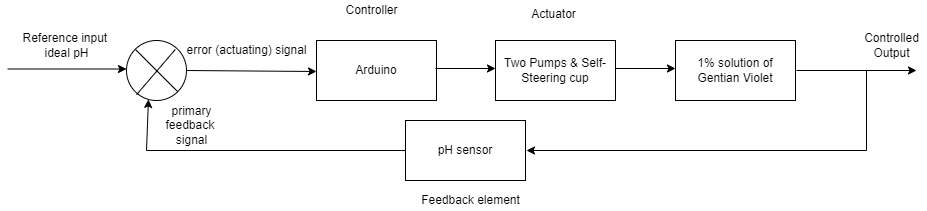 Controller
Actuator
Reference input
ideal pH
error (actuating) signal
Arduino
Two Pumps & Self-
Steering cup
1% solution of
Gentian Violet
Controlled
Output
primary
feedback
signal
pH sensor
Feedback element